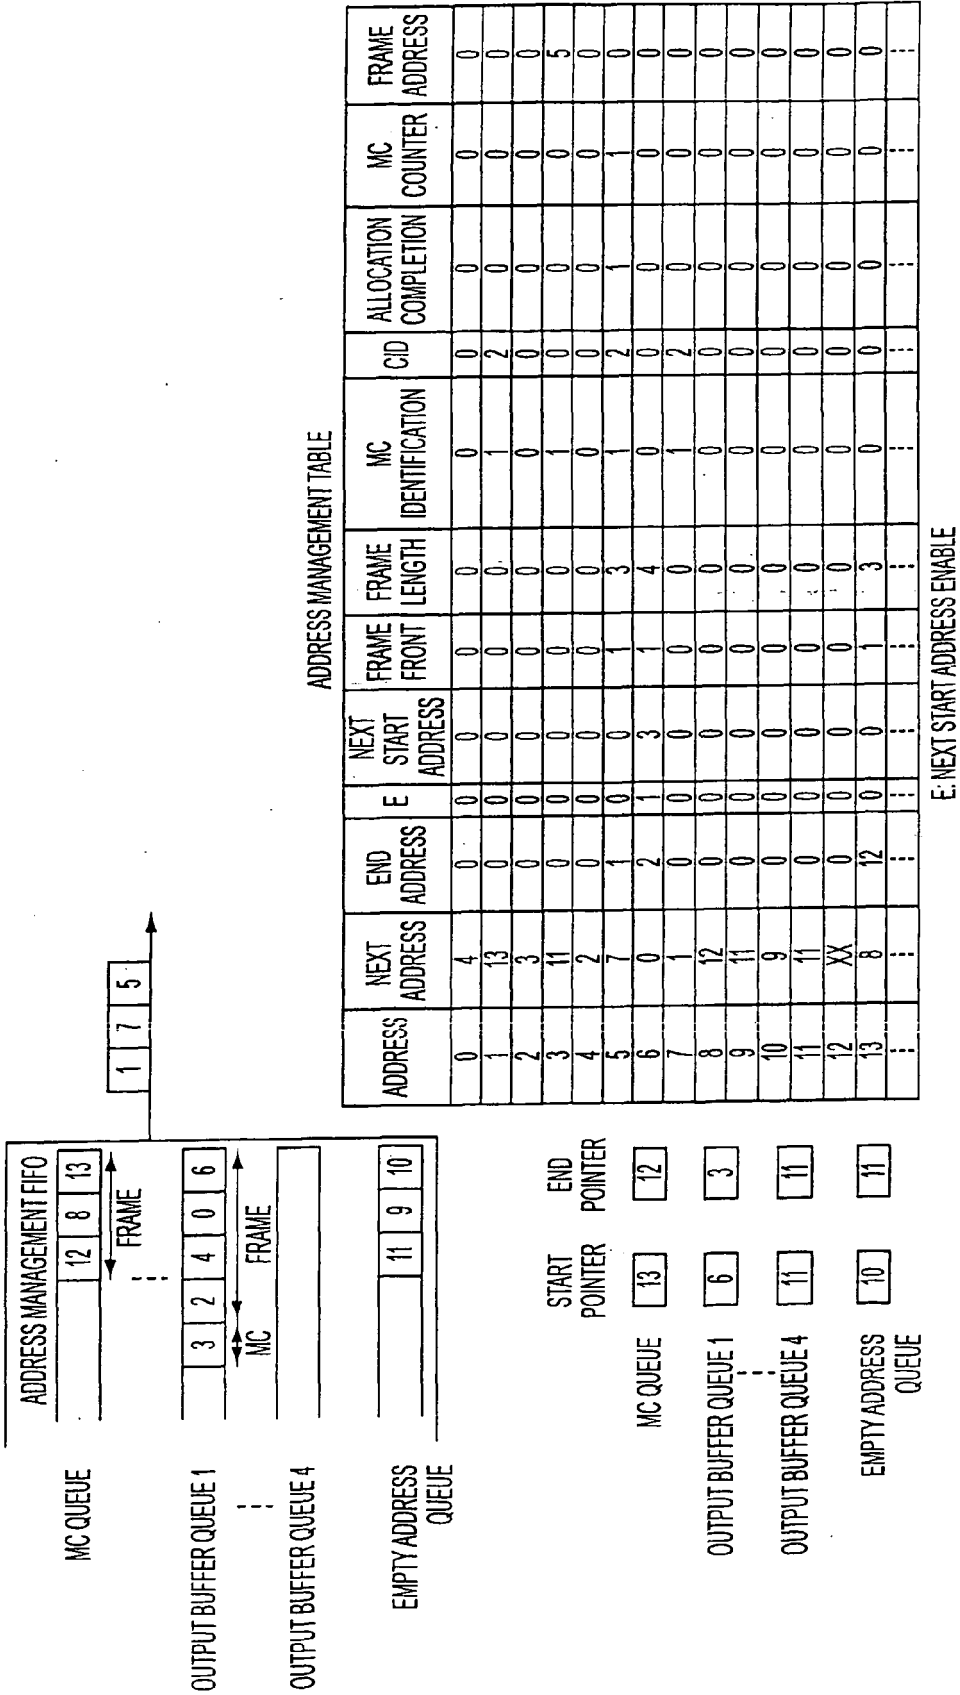 ADDRESS MANAGEMENT FIFO
MC QUEUE 12 8 13
FRAME
OUTPUT BUFFER QUEUE 1 3 2 4 0 6
MC FRAME
OUTPUT BUFFER QUEUE 4
EMPTY ADDRESS QUEUE 11 9 10
1 7 5
START POINTER END POINTER
MC QUEUE 13 12
OUTPUT BUFFER QUEUE 1 6 3
OUTPUT BUFFER QUEUE 4 11 11
EMPTY ADDRESS QUEUE 10 11
ADDRESS MANAGEMENT TABLE
ADDRESS NEXT ADDRESS END ADDRESS E NEXT START ADDRESS FRAME FRONT FRAME LENGTH MC IDENTIFICATION CID ALLOCATION COMPLETION MC COUNTER FRAME ADDRESS
0 4 0 0 0 0 0 0 0 0 0 0
1 13 0 0 0 0 0 1 2 0 0 0
2 3 0 0 0 0 0 0 0 0 0 0
3 11 0 0 0 0 0 1 0 0 0 5
4 2 0 0 0 0 0 0 0 0 0 0
5 7 1 0 0 1 3 1 2 1 1 0
6 0 2 1 3 1 4 0 0 0 0 0
7 1 0 0 0 0 0 1 2 0 0 0
8 12 0 0 0 0 0 0 0 0 0 0
9 11 0 0 0 0 0 0 0 0 0 0
10 9 0 0 0 0 0 0 0 0 0 0
11 11 0 0 0 0 0 0 0 0 0 0
12 XX 0 0 0 0 0 0 0 0 0 0
13 8 12 0 0 1 3 0 0 0 0 0
E: NEXT START ADDRESS ENABLE